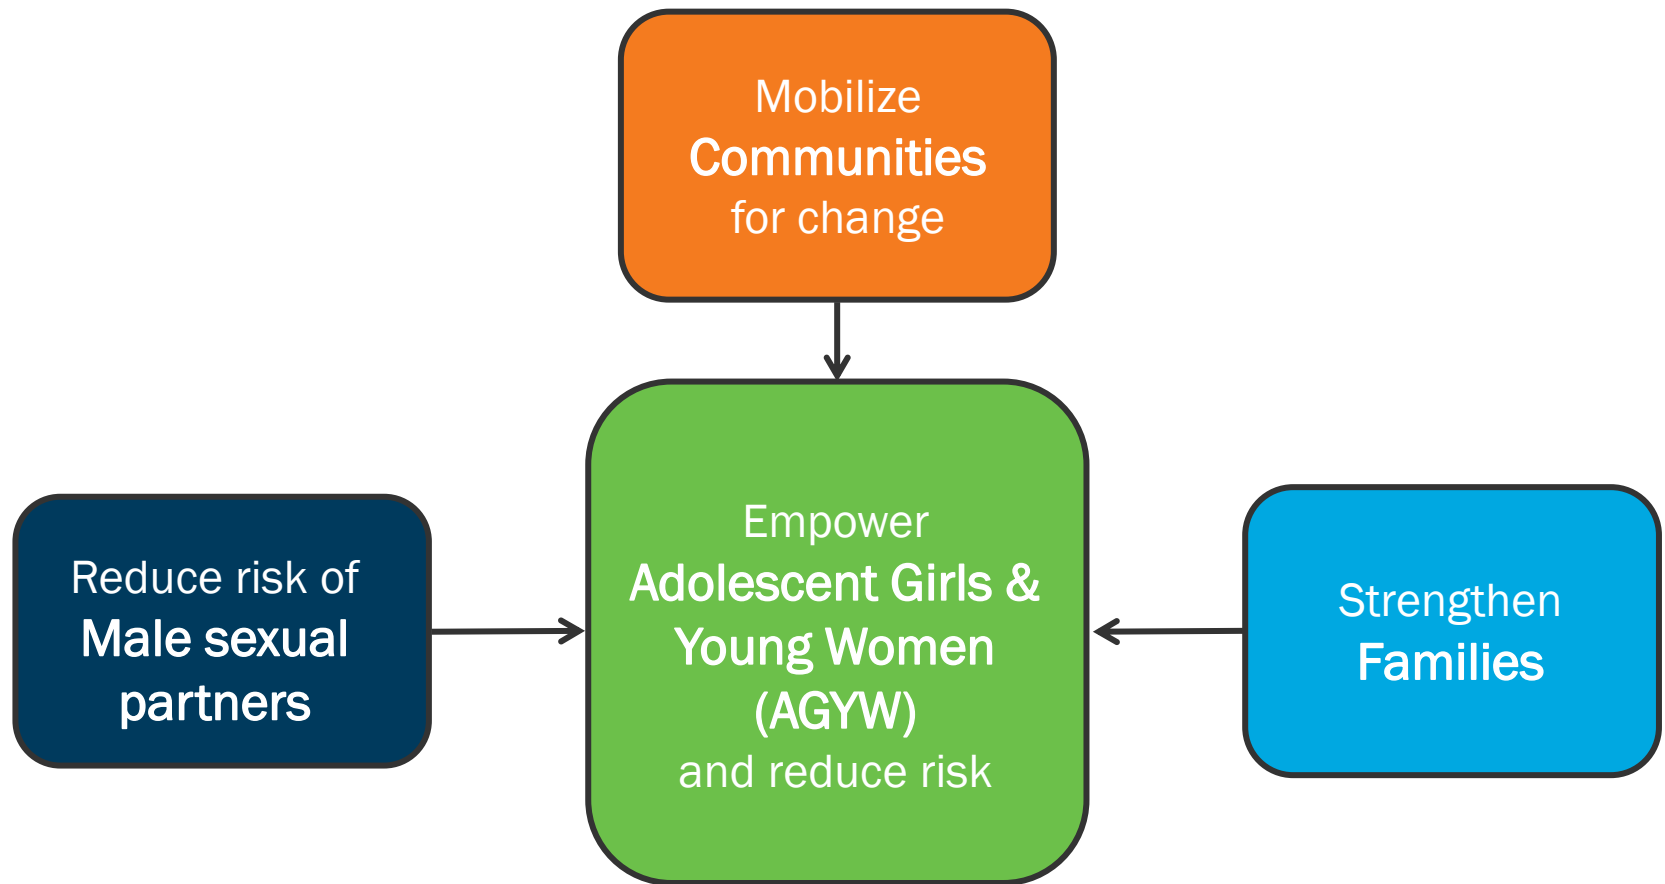 Mobilize
Communities
for change
Reduce risk of
Male sexual
partners
Empower
Adolescent Girls &
Young Women
(AGYW)
and reduce risk
Strengthen
Families